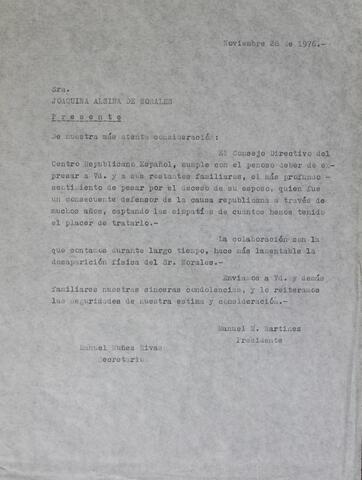 Noviembre 28 de 1976.-
Sra.
JOAQUINA ALSINA DE MORALES
Presente
De nuestra más atenta consideración:
El Consejo Directivo del
Centro Republicano Español, cumple con el penoso deber de ex-
presar a Vd. y a sus restantes familiares, el más profundo
sentimiento de pesar por el deceso de su esposo, quien fué
un consecuente defensor de la causa republicana a través de
muchos años, captando las simpatías de cuantos hemos tenido
el placer de tratarlo.-
La colaboración con la
que contamos durante largo tiempo, hace más lamentable la
desaparición física del Sr. Morales.-
Enviamos a Vd. y demás
familiares nuestras sinceras condolencias, y le reiteramos
las seguridades de nuestra estima y consideración.-
Manuel M. Martinez
Presidente
Manuel Nuñez Rivas
Secretario